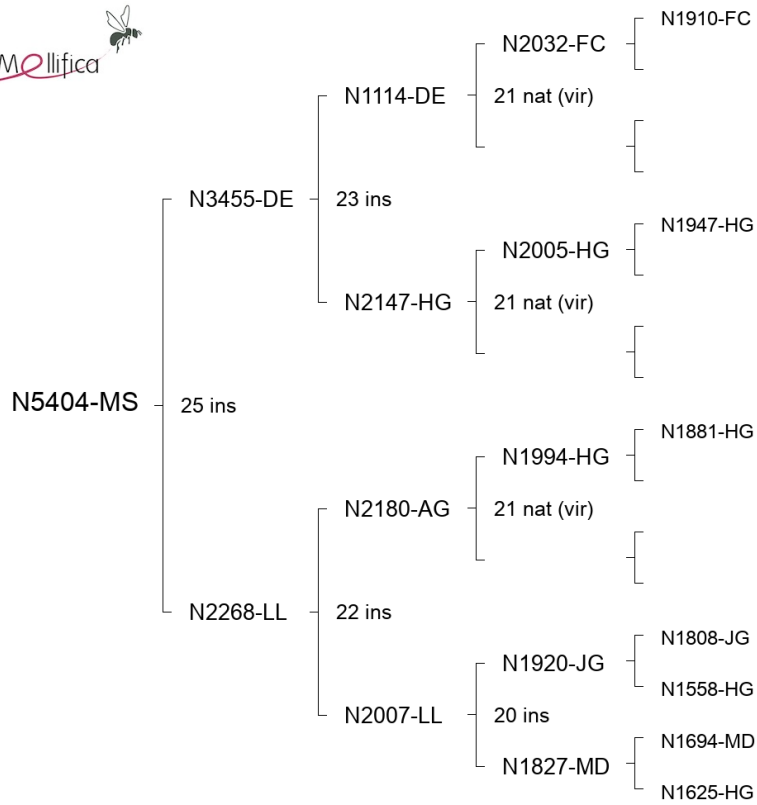 Mellifica
N1910-FC
N2032-FC
N1114-DE
21 nat (vir)
N3455-DE
23 ins
N1947-HG
N2005-HG
N2147-HG
21 nat (vir)
N5404-MS
25 ins
N1881-HG
N1994-HG
N2180-AG
21 nat (vir)
N2268-LL
22 ins
N1808-JG
N1920-JG
N1558-HG
N2007-LL
20 ins
N1694-MD
N1827-MD
N1625-HG